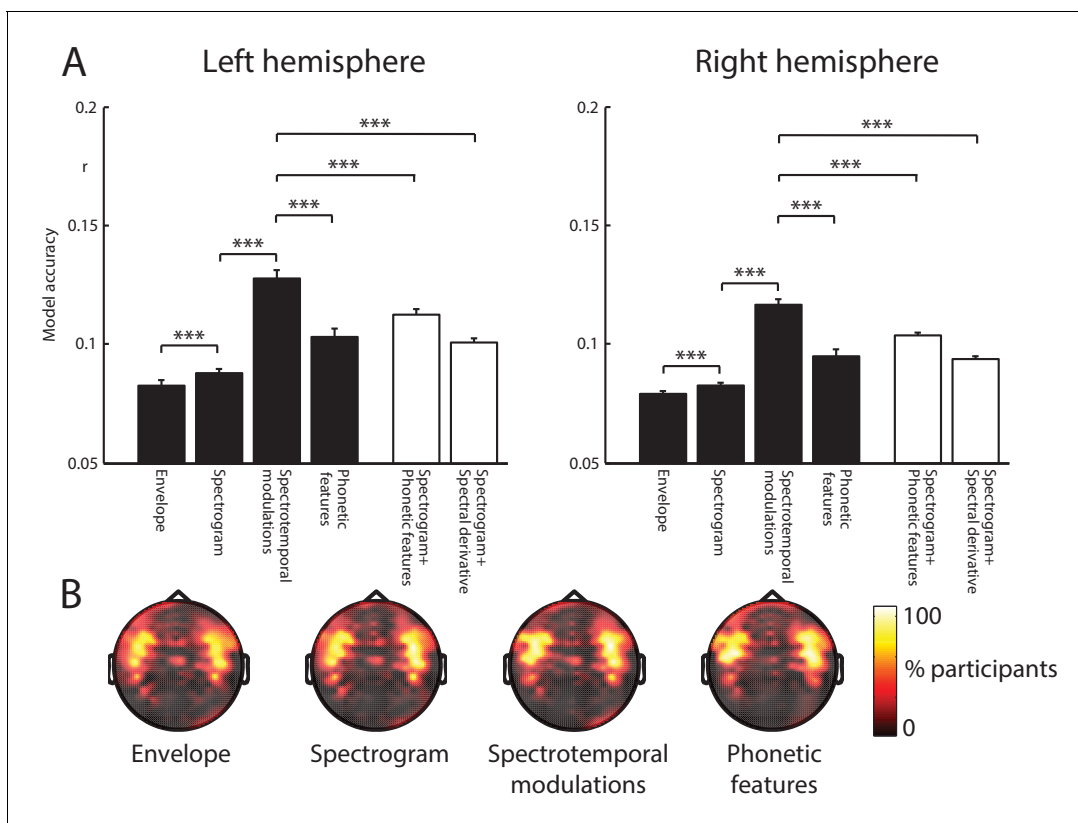 A
Left hemisphere
Right hemisphere
0.2
r
0.15
0.1
0.05
Model accuracy
***
***
***
***
***
Envelope
Spectrogram
Spectrotemporal
modulations
Phonetic
features
Spectrogram+
Phonetic features
Spectrogram+
Spectral derivative
0.2
0.15
0.1
0.05
***
***
***
***
***
Envelope
Spectrogram
Spectrotemporal
modulations
Phonetic
features
Spectrogram+
Phonetic features
Spectrogram+
Spectral derivative
B
100
% participants
0
Envelope
Spectrogram
Spectrotemporal
modulations
Phonetic
features